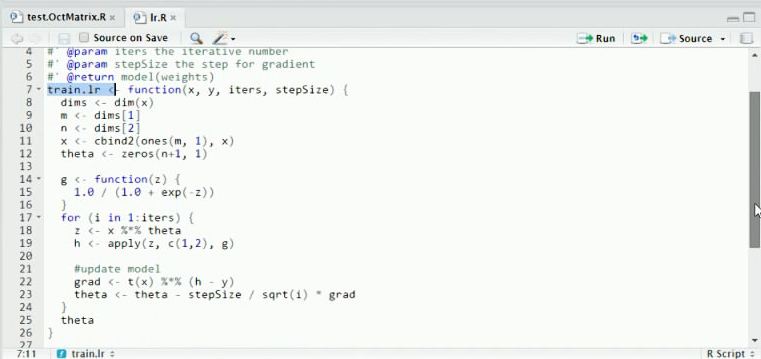 test.OctMatrix.R × lr.R ×
Source on Save Run Source
4 #' @param iters the iterative number
5 #' @param stepSize the step for gradient
6 #' @return model(weights)
7 train.lr <- function(x, y, iters, stepSize) {
8 dims <- dim(x)
9 m <- dims[1]
10 n <- dims[2]
11 x <- cbind2(ones(m, 1), x)
12 theta <- zeros(n+1, 1)
13
14 g <- function(z) {
15 1.0 / (1.0 + exp(-z))
16 }
17 for (i in 1:iters) {
18 z <- x %*% theta
19 h <- apply(z, c(1,2), g)
20
21 #update model
22 grad <- t(x) %*% (h - y)
23 theta <- theta - stepSize / sqrt(i) * grad
24 }
25 theta
26 }
27
7:11 train.lr R Script